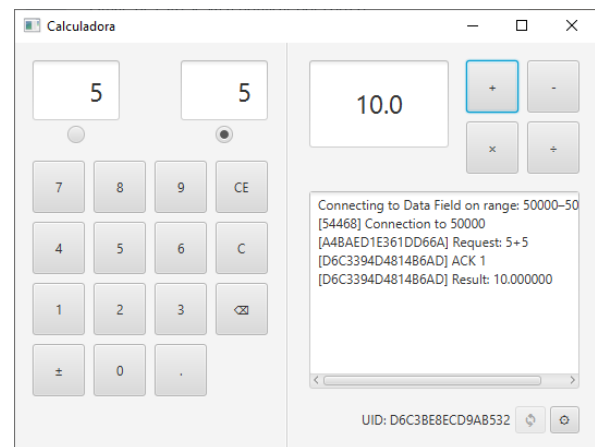 Calculadora
5 5
7 8 9 CE
4 5 6 C
1 2 3 ⌫
± 0 .
10.0
+ -
× ÷
Connecting to Data Field on range: 50000–50
[54468] Connection to 50000
[A4BAED1E361DD66A] Request: 5+5
[D6C3394D4814B6AD] ACK 1
[D6C3394D4814B6AD] Result: 10.000000
UID: D6C3BE8ECD9AB532